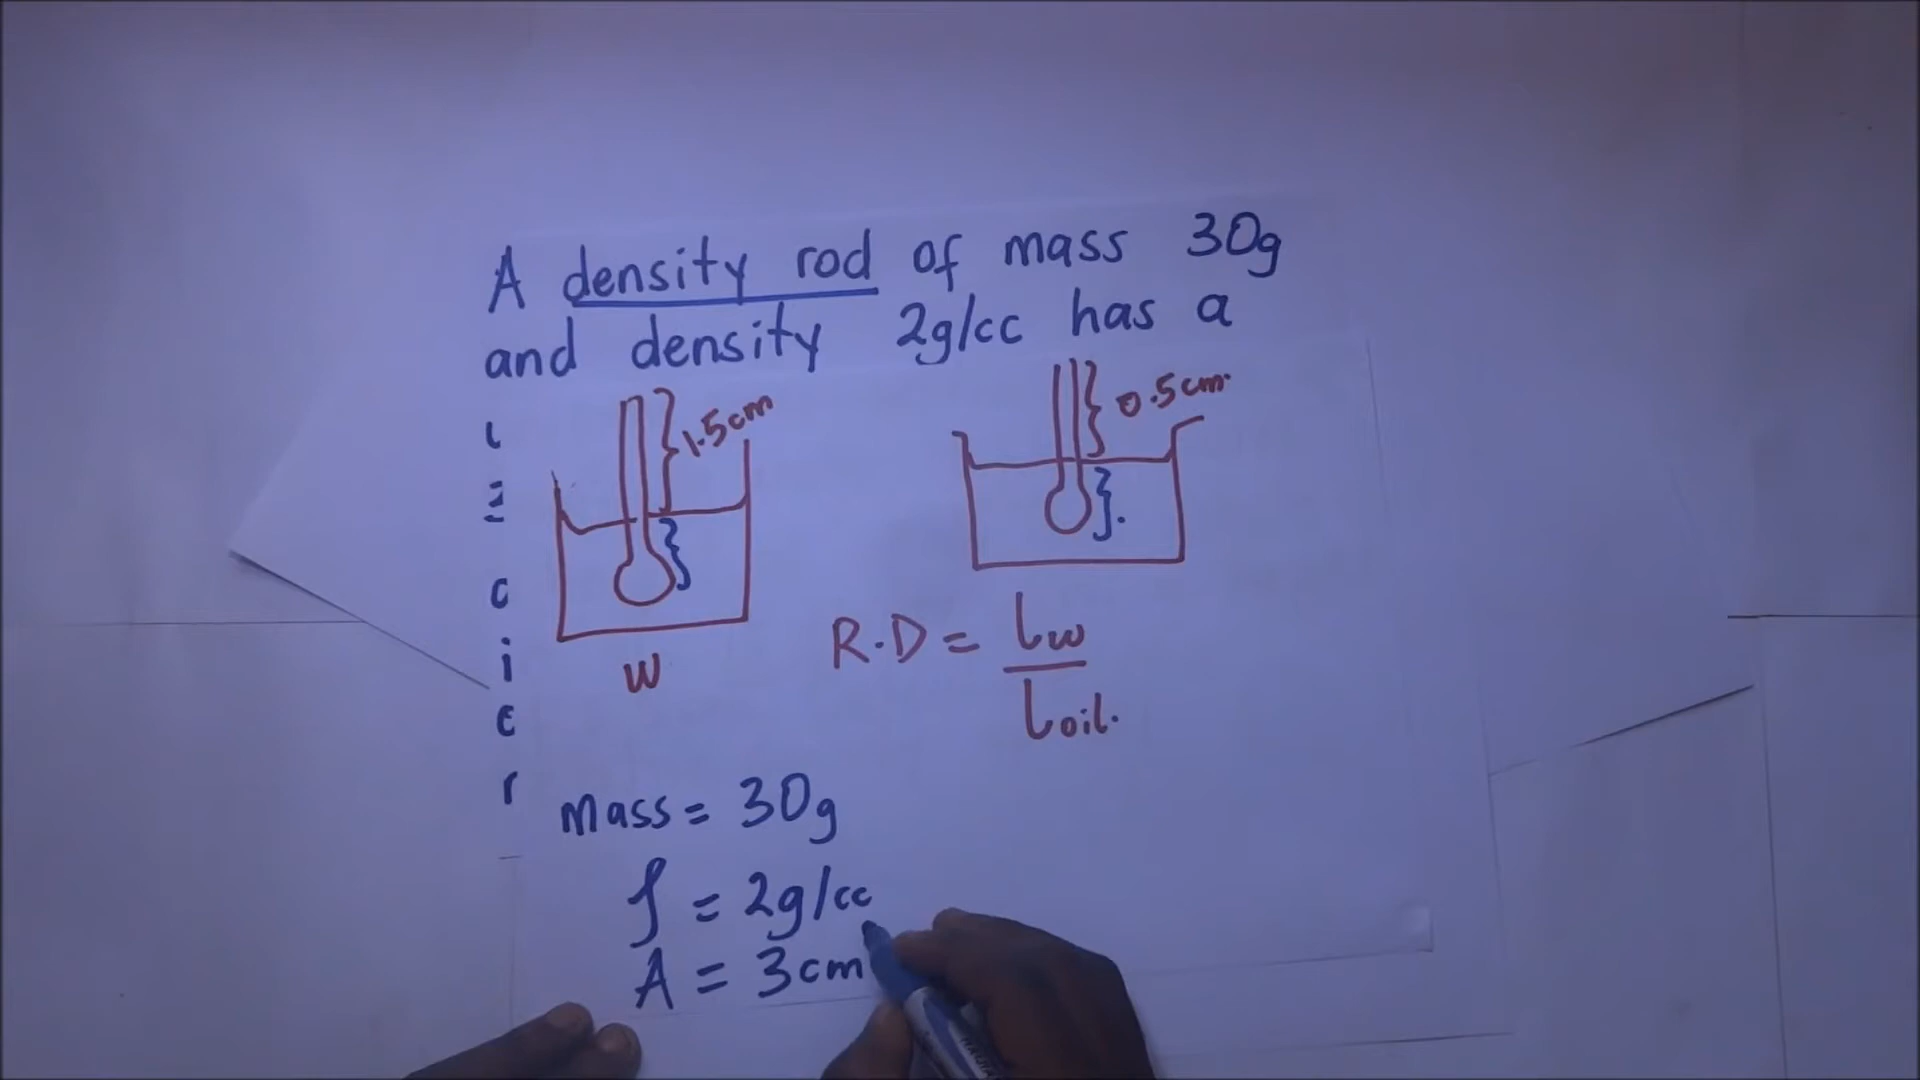 A density rod of mass 30g
and density 2g/cc has a
1.5cm
0.5cm.
W
R.D = Lw
Loil.
mass = 30g
ρ = 2g/cc
A = 3cm